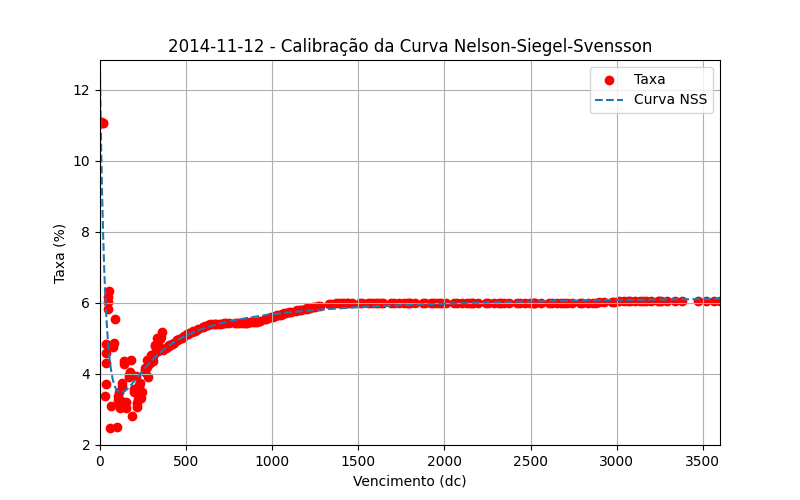 2014-11-12 - Calibração da Curva Nelson-Siegel-Svensson
Taxa
Curva NSS
Taxa (%)
12
10
8
6
4
2
0 500 1000 1500 2000 2500 3000 3500
Vencimento (dc)